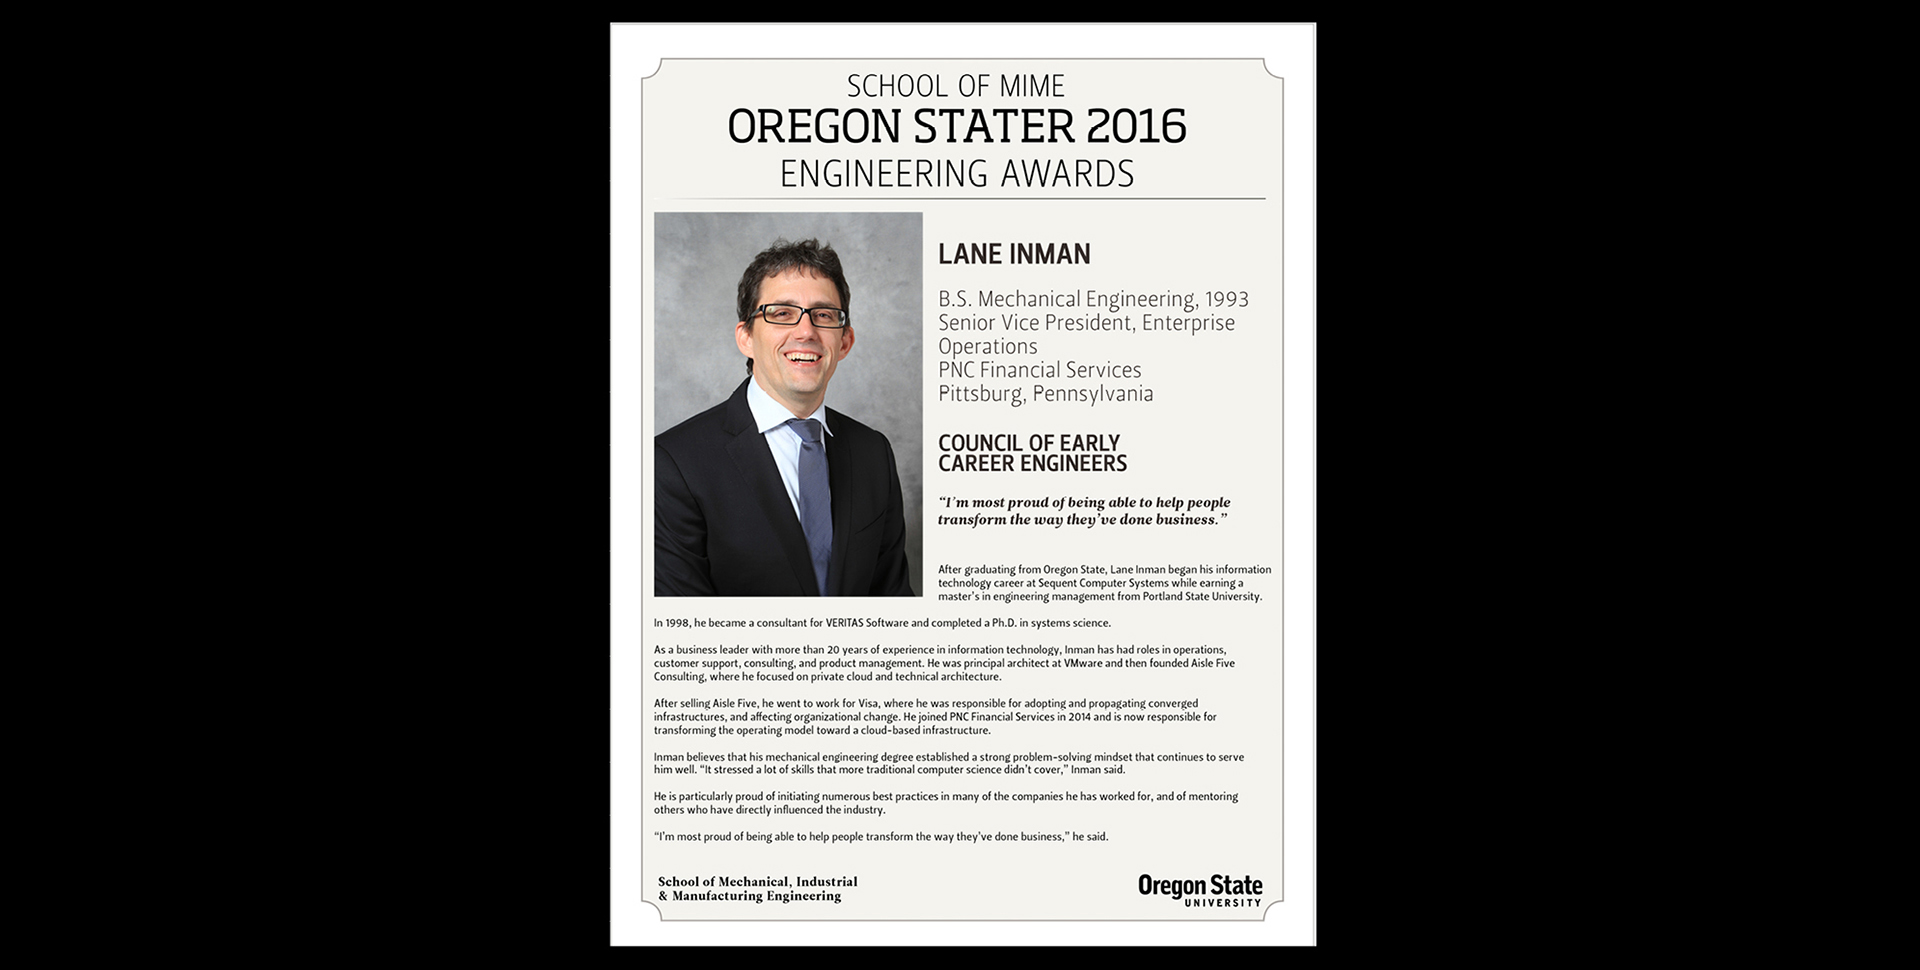 SCHOOL OF MIME
OREGON STATER 2016
ENGINEERING AWARDS
LANE INMAN
B.S. Mechanical Engineering, 1993
Senior Vice President, Enterprise
Operations
PNC Financial Services
Pittsburg, Pennsylvania
COUNCIL OF EARLY
CAREER ENGINEERS
“I’m most proud of being able to help people
transform the way they’ve done business.”
After graduating from Oregon State, Lane Inman began his information
technology career at Sequent Computer Systems while earning a
master’s in engineering management from Portland State University.
In 1998, he became a consultant for VERITAS Software and completed a Ph.D. in systems science.
As a business leader with more than 20 years of experience in information technology, Inman has had roles in operations,
customer support, consulting, and product management. He was principal architect at VMware and then founded Aisle Five
Consulting, where he focused on private cloud and technical architecture.
After selling Aisle Five, he went to work for Visa, where he was responsible for adopting and propagating converged
infrastructures, and affecting organizational change. He joined PNC Financial Services in 2014 and is now responsible for
transforming the operating model toward a cloud-based infrastructure.
Inman believes that his mechanical engineering degree established a strong problem-solving mindset that continues to serve
him well. “It stressed a lot of skills that more traditional computer science didn’t cover,” Inman said.
He is particularly proud of initiating numerous best practices in many of the companies he has worked for, and of mentoring
others who have directly influenced the industry.
“I’m most proud of being able to help people transform the way they’ve done business,” he said.
School of Mechanical, Industrial
& Manufacturing Engineering
Oregon State
UNIVERSITY